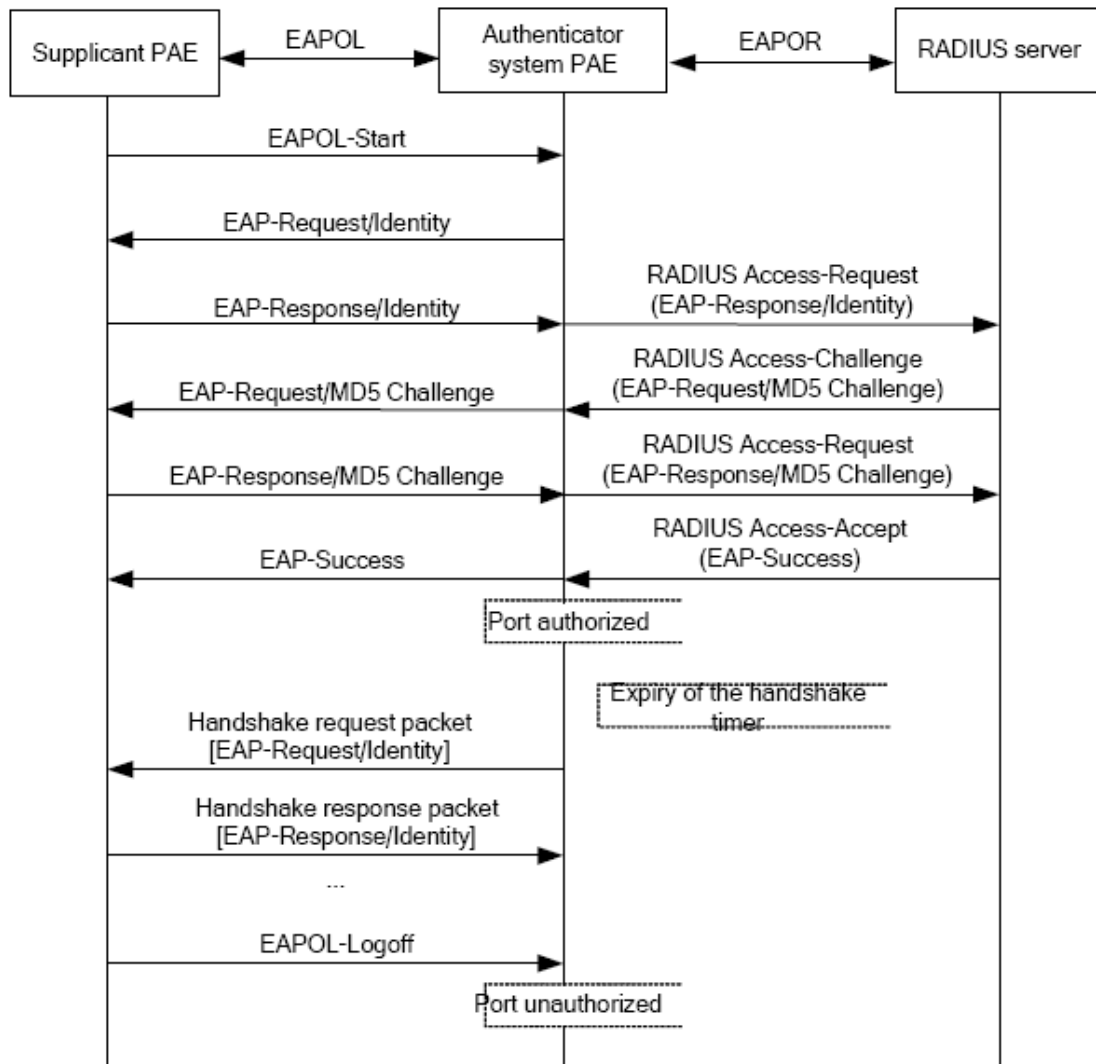 Supplicant PAE
EAPOL
Authenticator
system PAE
EAPOR
RADIUS server
EAPOL-Start
EAP-Request/Identity
EAP-Response/Identity
RADIUS Access-Request
(EAP-Response/Identity)
EAP-Request/MD5 Challenge
RADIUS Access-Challenge
(EAP-Request/MD5 Challenge)
EAP-Response/MD5 Challenge
RADIUS Access-Request
(EAP-Response/MD5 Challenge)
EAP-Success
RADIUS Access-Accept
(EAP-Success)
Port authorized
Expiry of the handshake
timer
Handshake request packet
[EAP-Request/Identity]
Handshake response packet
[EAP-Response/Identity]
...
EAPOL-Logoff
Port unauthorized